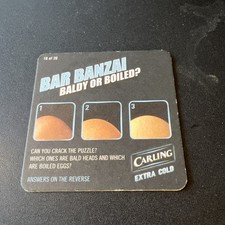 18 of 25
BAR BANZAI
BALDY OR BOILED?
1 2 3
CAN YOU CRACK THE PUZZLE?
WHICH ONES ARE BALD HEADS AND WHICH
ARE BOILED EGGS?
ANSWERS ON THE REVERSE
CARLING
EXTRA COLD